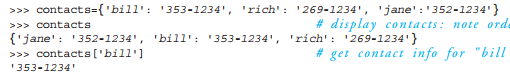 >>> contacts={'bill': '353-1234', 'rich': '269-1234', 'jane':'352-1234'}
>>> contacts # display contacts: note
{'jane': '352-1234', 'bill': '353-1234', 'rich': '269-1234'}
>>> contacts['bill'] # get contact info for "bill
'353-1234'